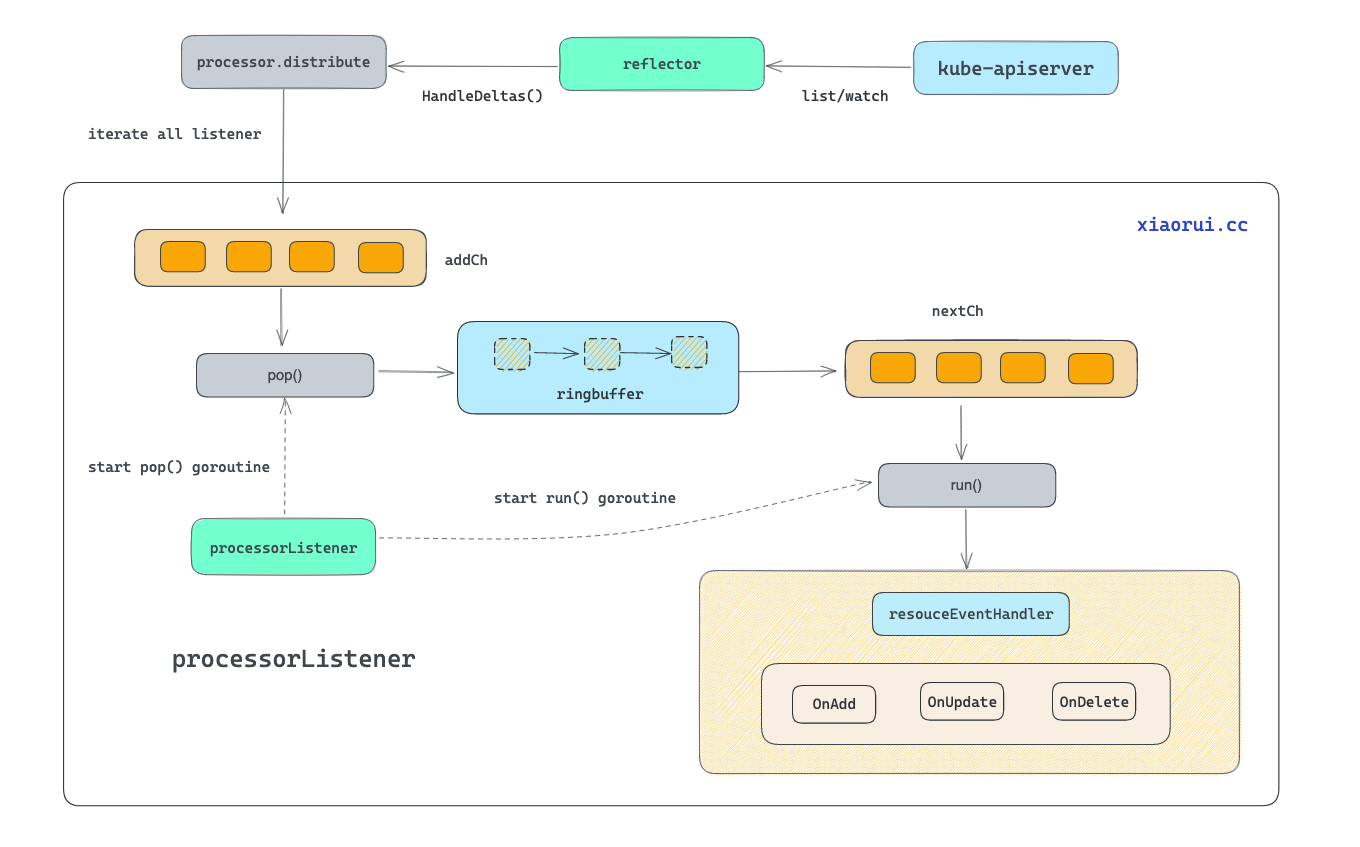 processor.distribute
reflector
kube-apiserver
HandleDeltas()
list/watch
iterate all listener
xiaorui.cc
addCh
nextCh
pop()
ringbuffer
start pop() goroutine
run()
start run() goroutine
processorListener
resouceEventHandler
processorListener
OnAdd
OnUpdate
OnDelete